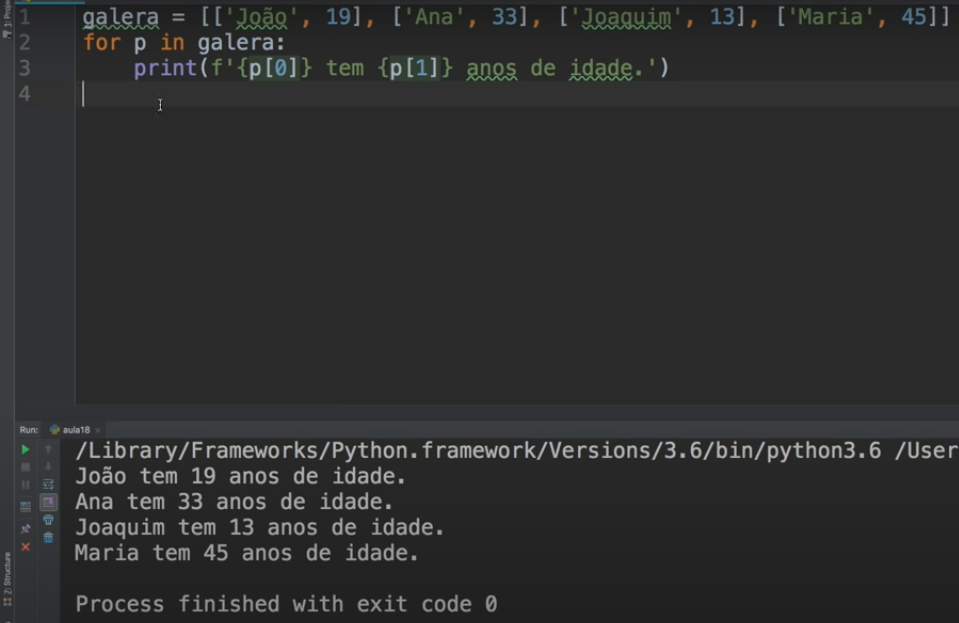 1: Project
1 galera = [['João', 19], ['Ana', 33], ['Joaquim', 13], ['Maria', 45]]
2 for p in galera:
3     print(f'{p[0]} tem {p[1]} anos de idade.')
4
Run: aula18 ×
/Library/Frameworks/Python.framework/Versions/3.6/bin/python3.6 /User
João tem 19 anos de idade.
Ana tem 33 anos de idade.
Joaquim tem 13 anos de idade.
Maria tem 45 anos de idade.
Process finished with exit code 0
Z: Structure